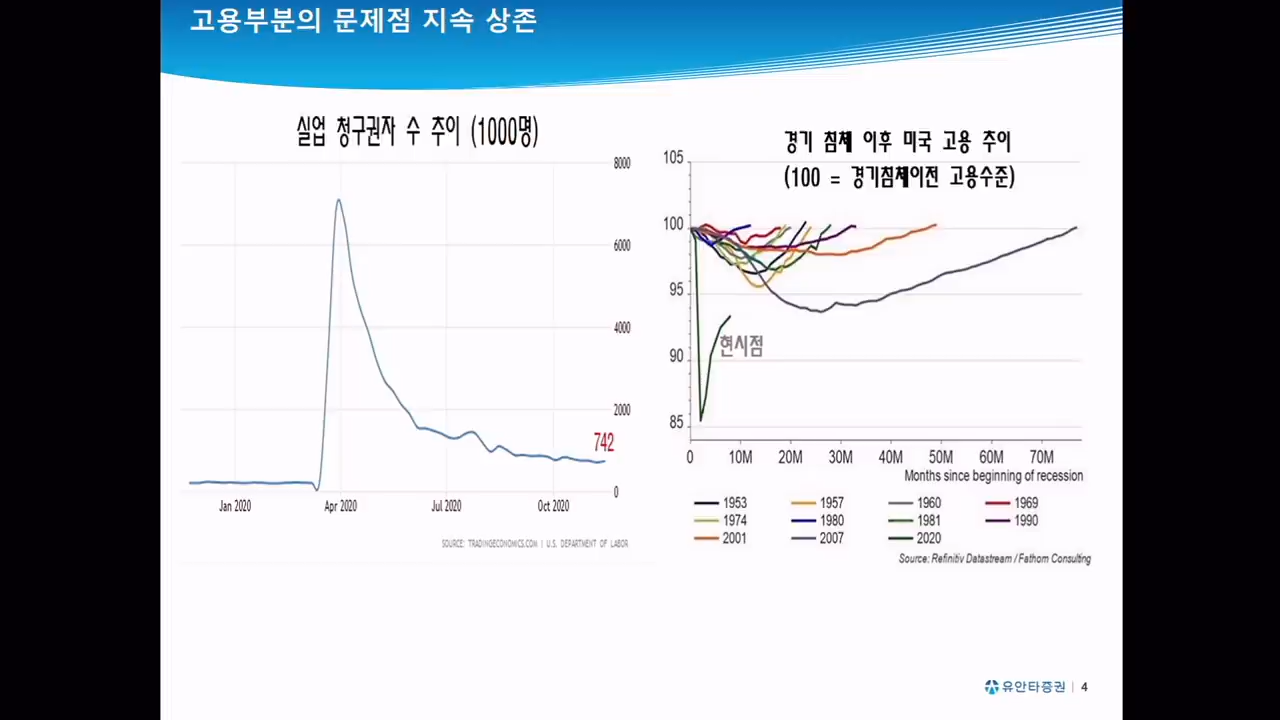 고용부분의 문제점 지속 상존
실업 청구권자 수 추이 (1000명)
8000
6000
4000
2000
742
0
Jan 2020
Apr 2020
Jul 2020
Oct 2020
SOURCE: TRADINGECONOMICS.COM | U.S. DEPARTMENT OF LABOR
경기 침체 이후 미국 고용 추이
(100 = 경기침체이전 고용수준)
105
100
95
90
85
현시점
0 10M 20M 30M 40M 50M 60M 70M
Months since beginning of recession
1953 1957 1960 1969
1974 1980 1981 1990
2001 2007 2020
Source: Refinitiv Datastream / Fathom Consulting
유안타증권 | 4